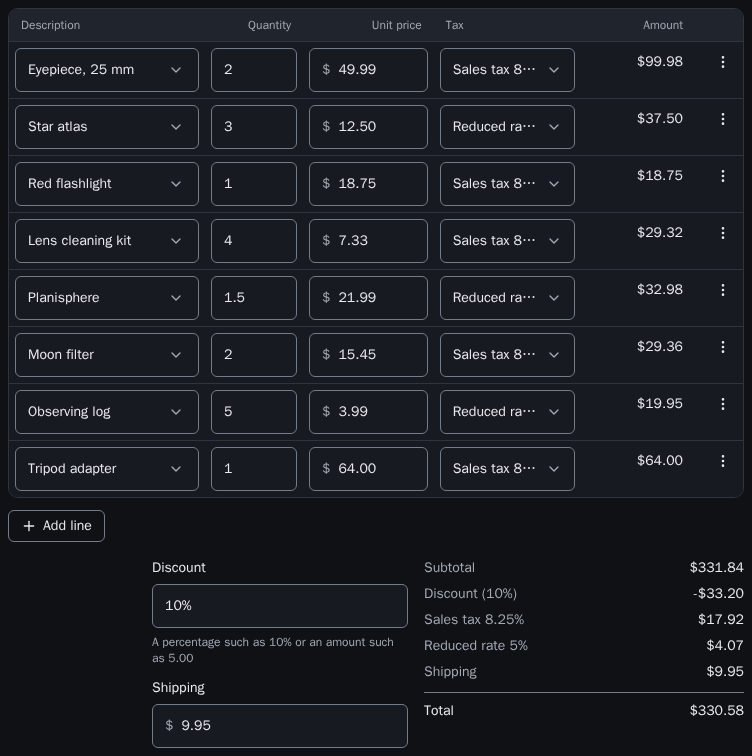 Description Quantity Unit price Tax Amount
Eyepiece, 25 mm 2 $ 49.99 Sales tax 8··· $99.98
Star atlas 3 $ 12.50 Reduced ra··· $37.50
Red flashlight 1 $ 18.75 Sales tax 8··· $18.75
Lens cleaning kit 4 $ 7.33 Sales tax 8··· $29.32
Planisphere 1.5 $ 21.99 Reduced ra··· $32.98
Moon filter 2 $ 15.45 Sales tax 8··· $29.36
Observing log 5 $ 3.99 Reduced ra··· $19.95
Tripod adapter 1 $ 64.00 Sales tax 8··· $64.00
+ Add line
Discount
10%
A percentage such as 10% or an amount such
as 5.00
Shipping
$ 9.95
Subtotal $331.84
Discount (10%) -$33.20
Sales tax 8.25% $17.92
Reduced rate 5% $4.07
Shipping $9.95
Total $330.58